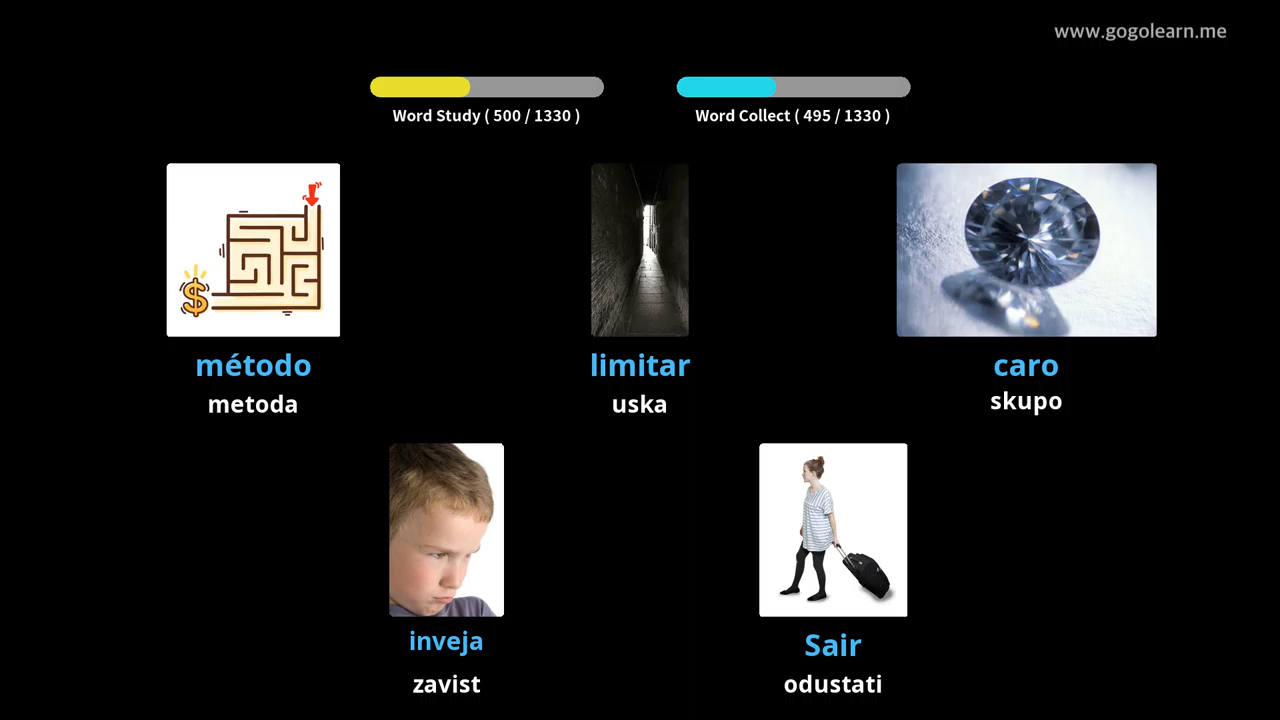 www.gogolearn.me
Word Study ( 500 / 1330 )
Word Collect ( 495 / 1330 )
método
metoda
limitar
uska
caro
skupo
inveja
zavist
Sair
odustati